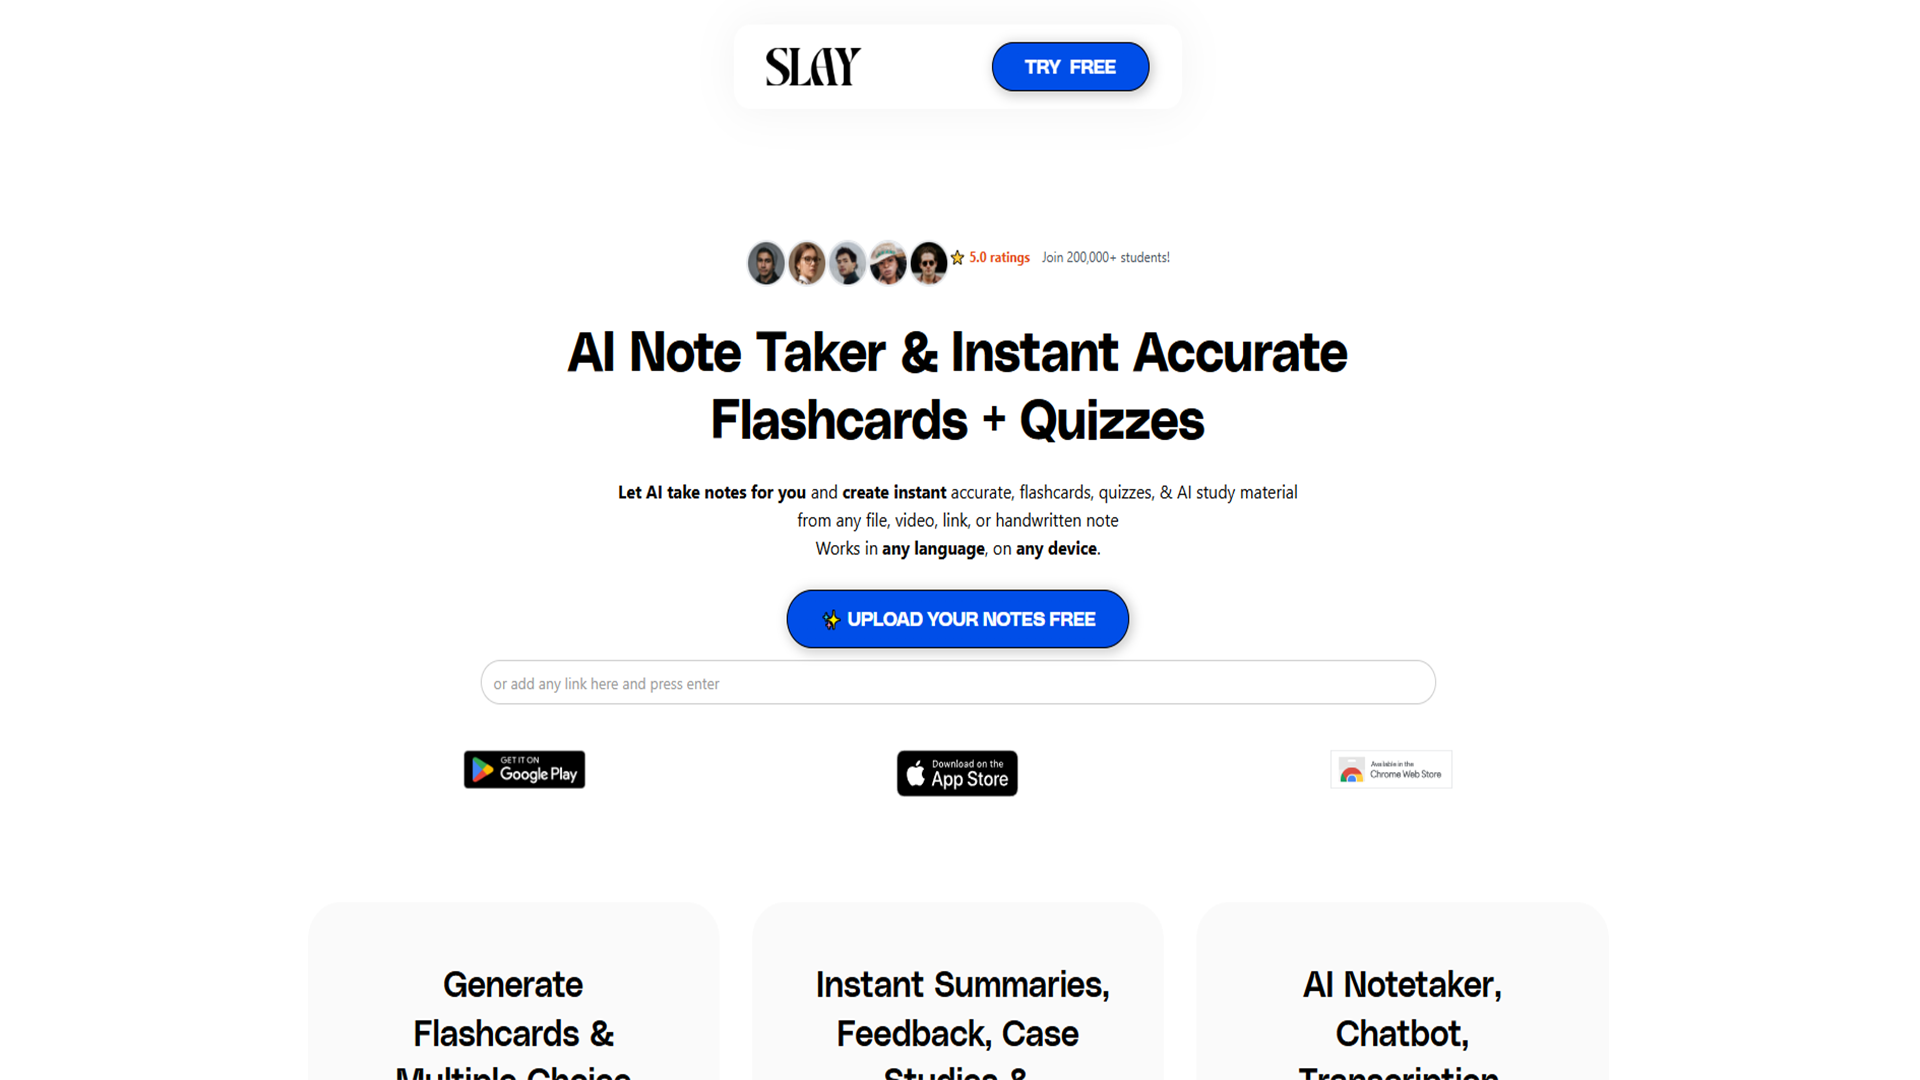 SLAY
TRY FREE
5.0 ratings Join 200,000+ students!
AI Note Taker & Instant Accurate
Flashcards + Quizzes
Let AI take notes for you and create instant accurate, flashcards, quizzes, & AI study material
from any file, video, link, or handwritten note
Works in any language, on any device.
✨ UPLOAD YOUR NOTES FREE
or add any link here and press enter
GET IT ON
Google Play
Download on the
App Store
Available in the
Chrome Web Store
Generate
Flashcards &
Multiple Choice
Instant Summaries,
Feedback, Case
Studies &
AI Notetaker,
Chatbot,
Transcription